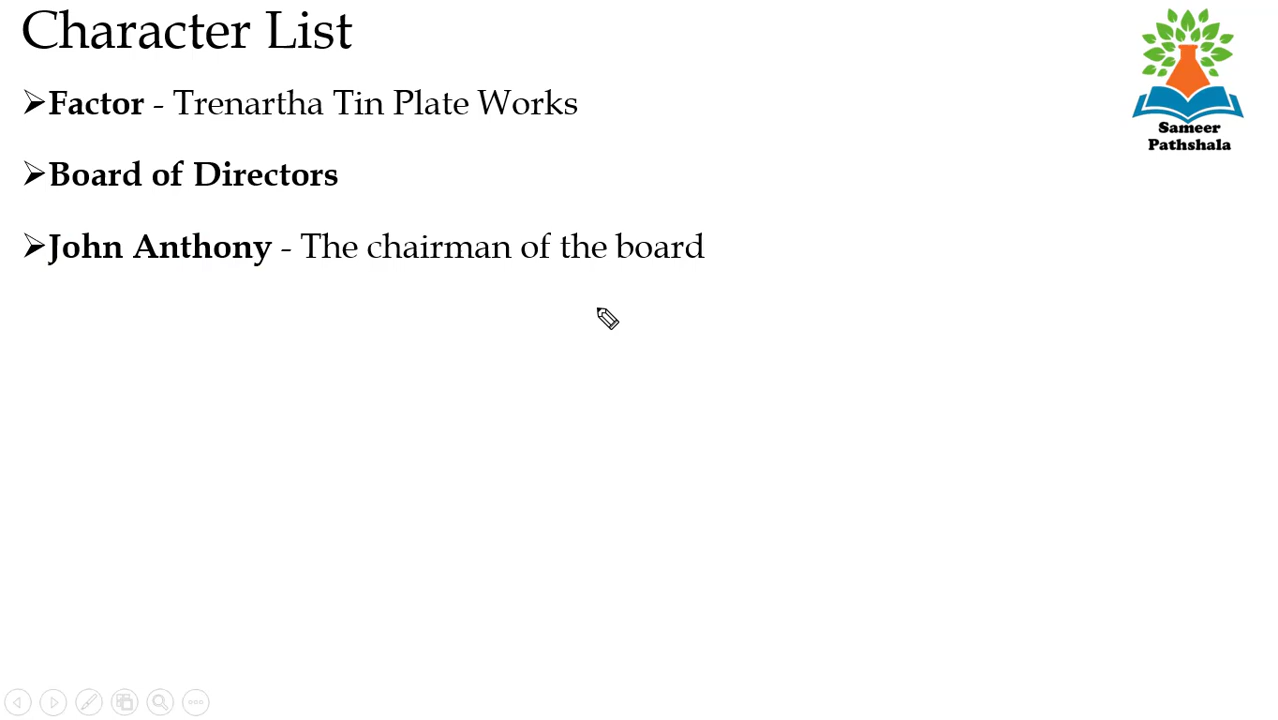 Character List
➢Factor - Trenartha Tin Plate Works
➢Board of Directors
➢John Anthony - The chairman of the board
Sameer
Pathshala